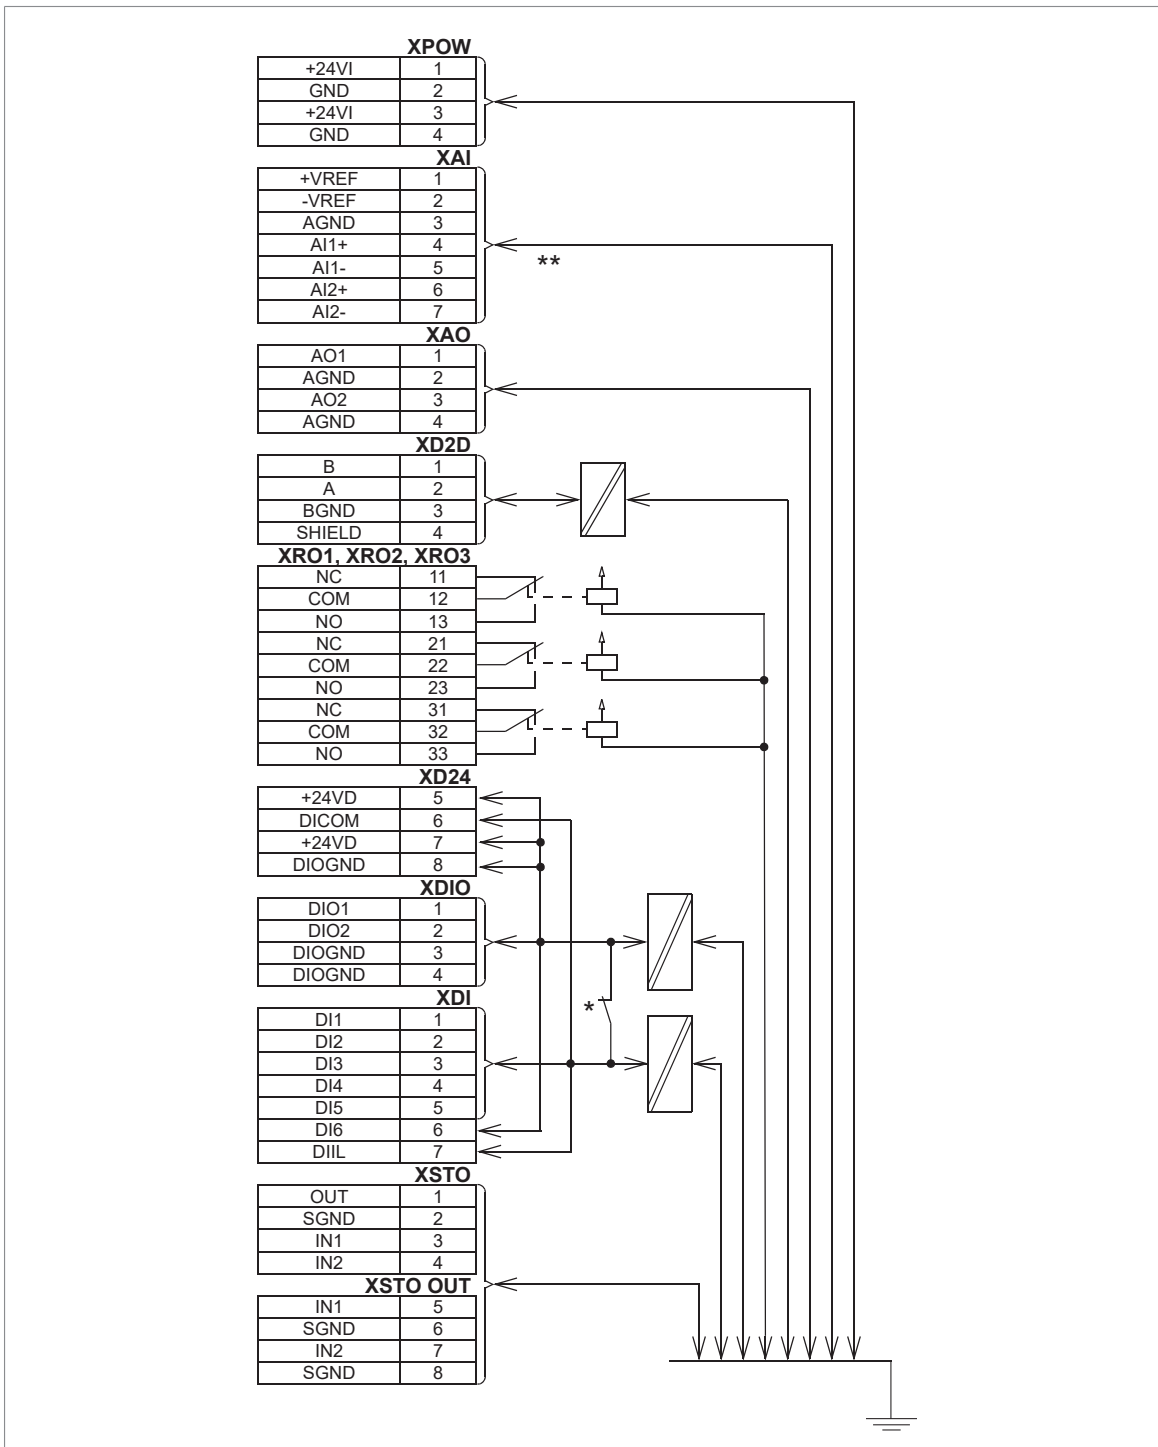 XPOW
+24VI 1
GND 2
+24VI 3
GND 4
XAI
+VREF 1
-VREF 2
AGND 3
AI1+ 4
AI1- 5
AI2+ 6
AI2- 7
**
XAO
AO1 1
AGND 2
AO2 3
AGND 4
XD2D
B 1
A 2
BGND 3
SHIELD 4
XRO1, XRO2, XRO3
NC 11
COM 12
NO 13
NC 21
COM 22
NO 23
NC 31
COM 32
NO 33
XD24
+24VD 5
DICOM 6
+24VD 7
DIOGND 8
XDIO
DIO1 1
DIO2 2
DIOGND 3
DIOGND 4
XDI
*
DI1 1
DI2 2
DI3 3
DI4 4
DI5 5
DI6 6
DIIL 7
XSTO
OUT 1
SGND 2
IN1 3
IN2 4
XSTO OUT
IN1 5
SGND 6
IN2 7
SGND 8